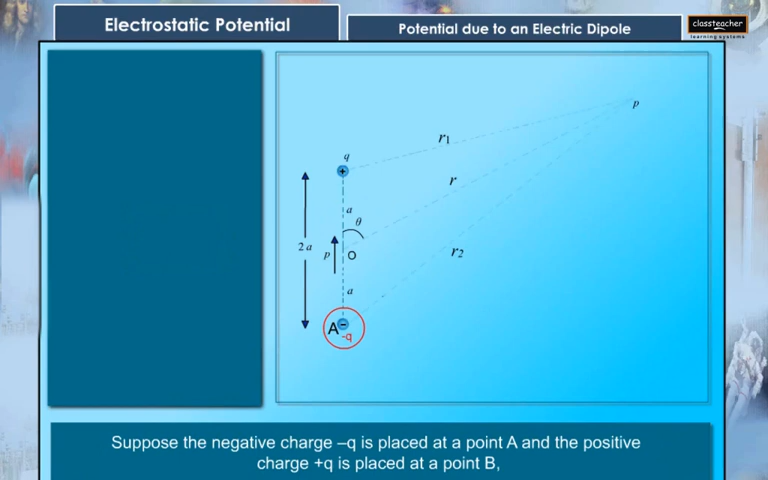 Electrostatic Potential
Potential due to an Electric Dipole
classteacher
learning systems
p
r1
q
+
r
a
θ
2 a
p
O
r2
a
A
–
-q
Suppose the negative charge –q is placed at a point A and the positive
charge +q is placed at a point B,